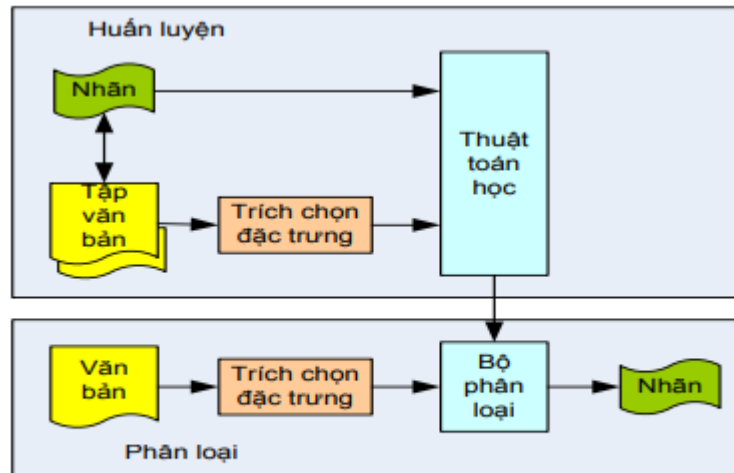 Huấn luyện
Nhãn
Thuật
toán
học
Tập
văn
bản
Trích chọn
đặc trưng
Văn
bản
Trích chọn
đặc trưng
Bộ
phân
loại
Nhãn
Phân loại